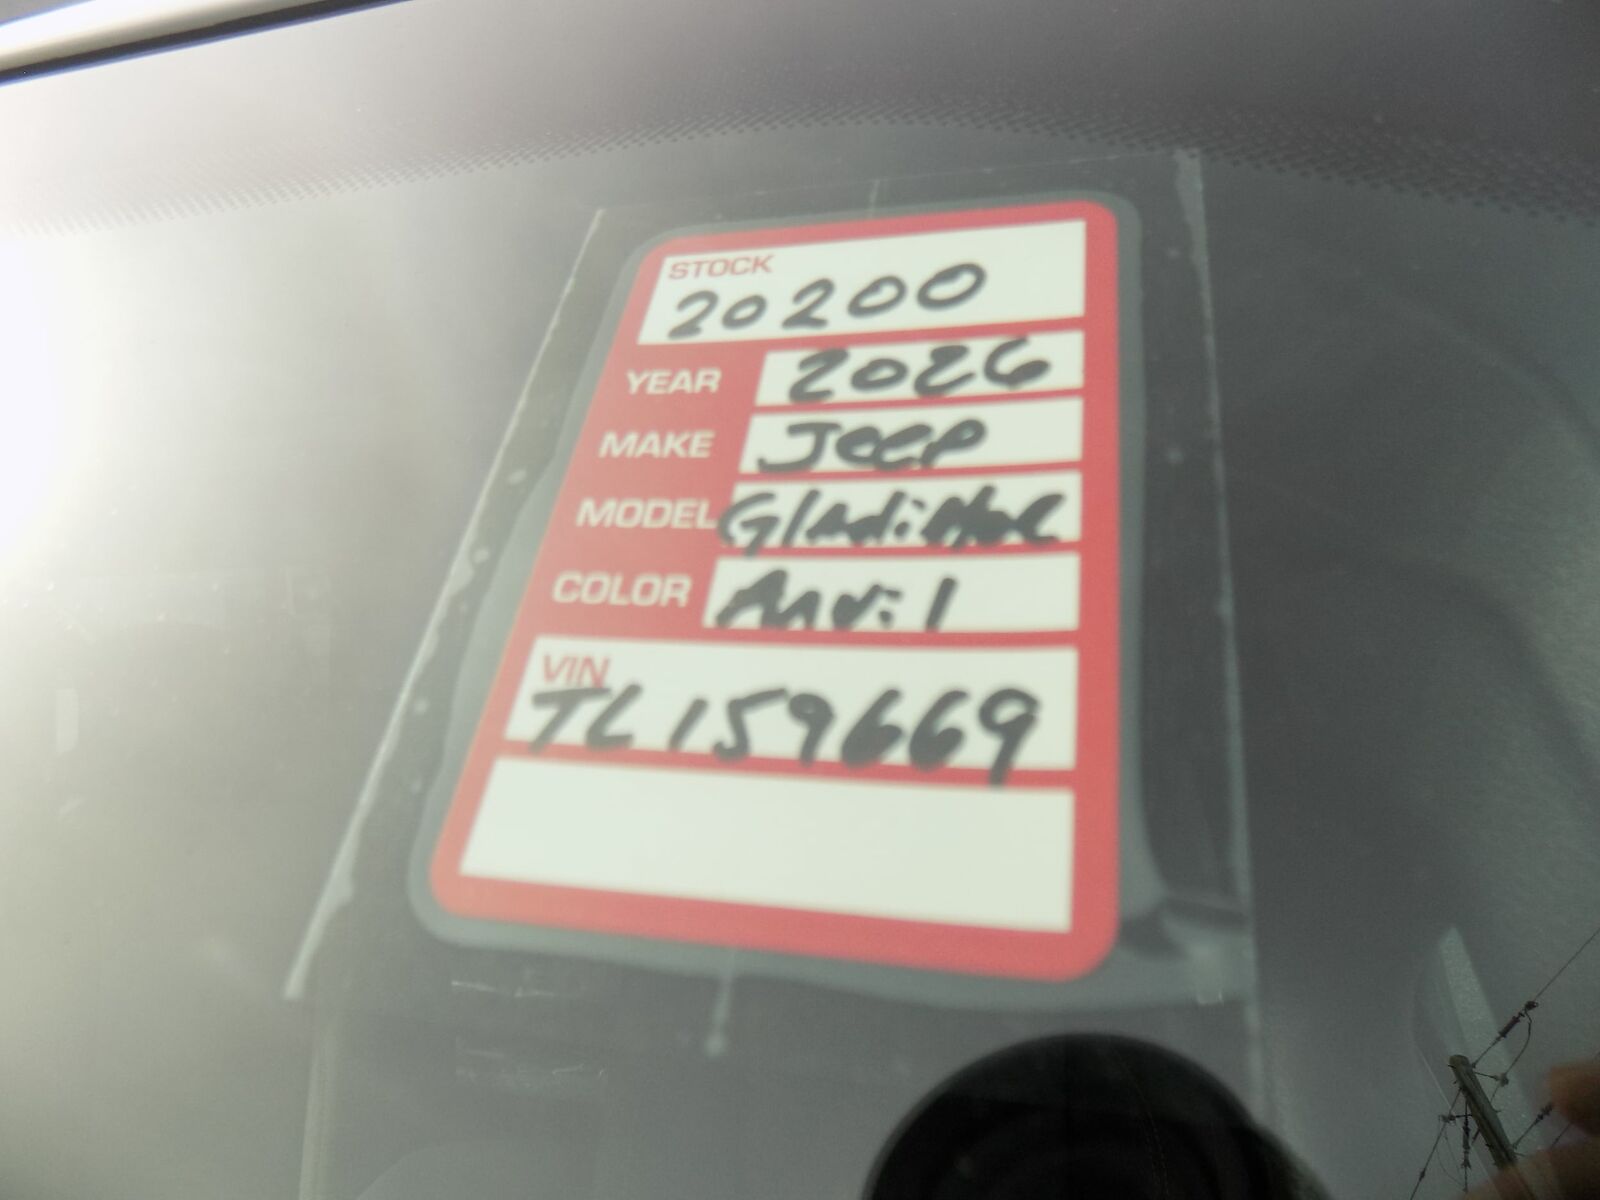 STOCK
20200
YEAR 2026
MAKE Jeep
MODEL Gladiator
COLOR Anvil
VIN
TL159669